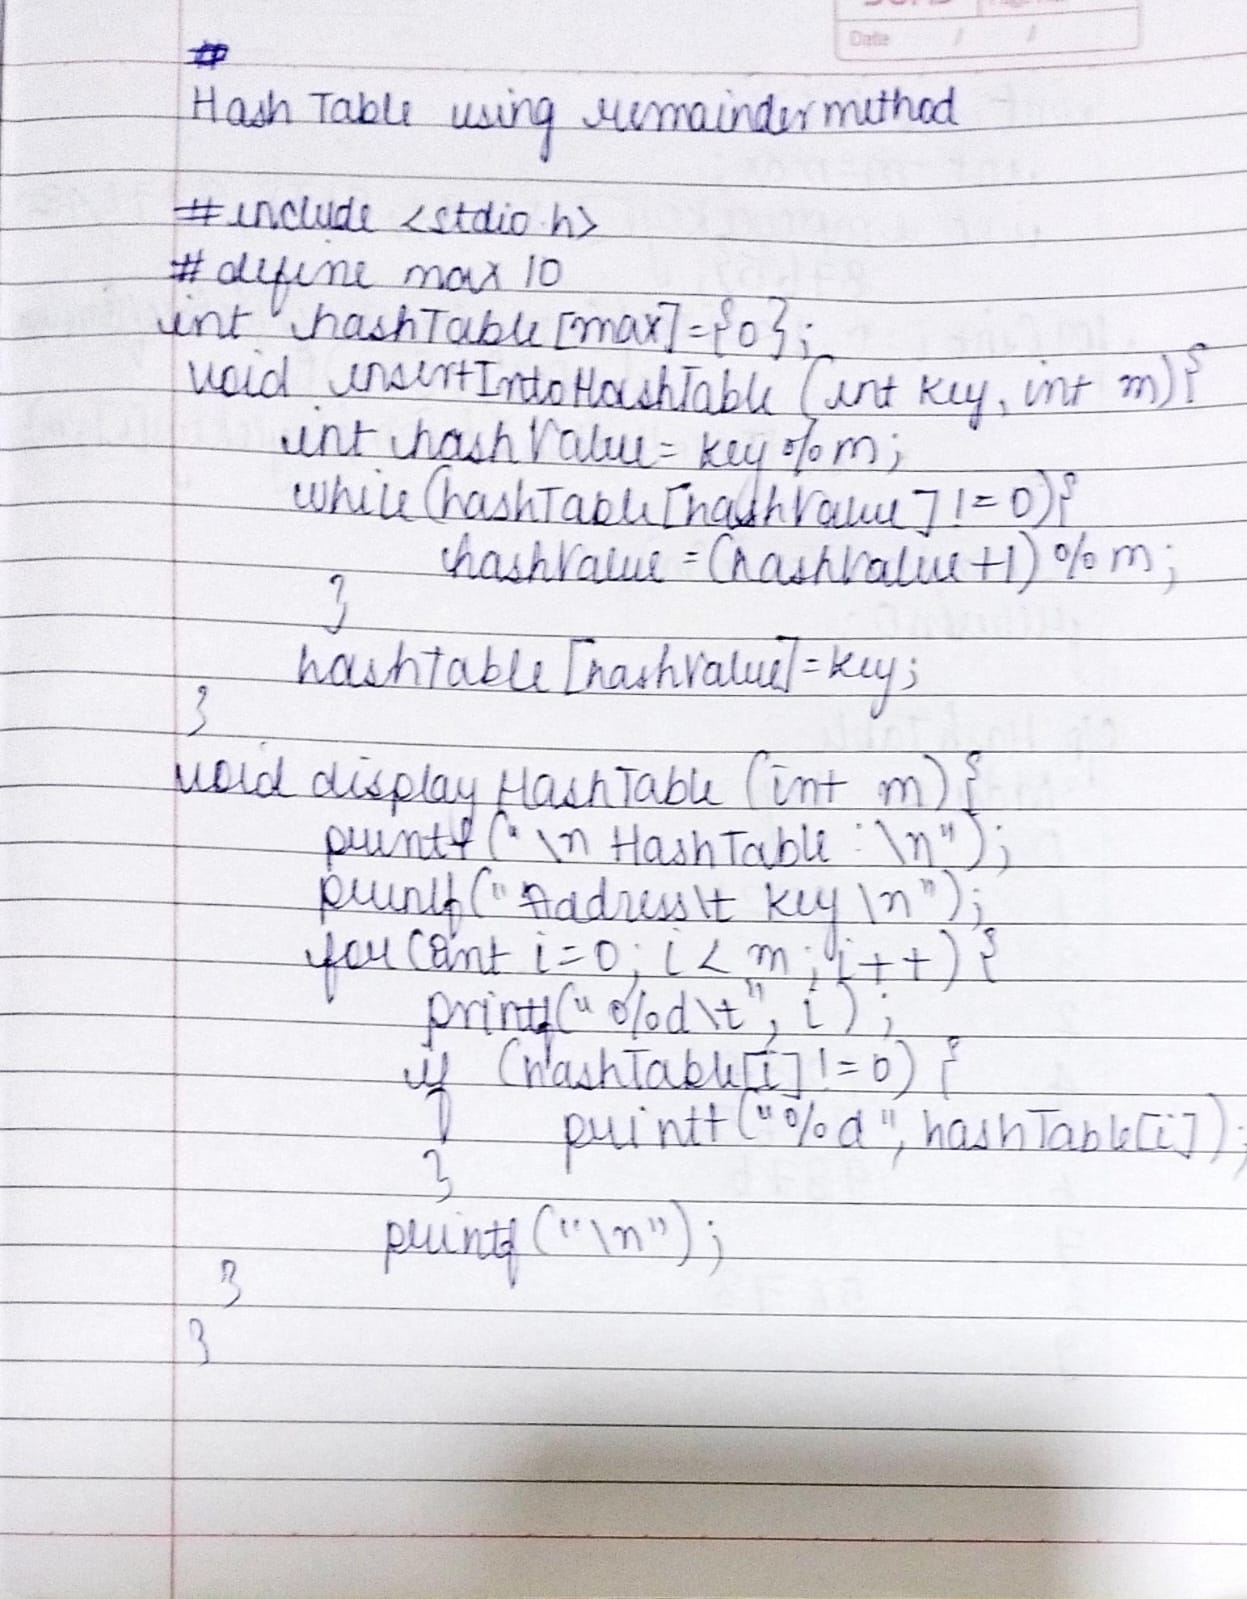 Date / /
#
Hash Table using remainder method
#include <stdio.h>
#define max 10
int hashTable[max]={0};
void insertIntoHashTable (int key, int m){
int hashValue = key % m;
while(hashTable[hashValue] != 0){
hashValue = (hashValue+1) % m;
}
hashtable[hashValue]=key;
}
void displayHashTable (int m){
printf("\n HashTable :\n");
printf("Address\t key \n");
for(int i=0; i < m; i++){
printf("%d\t", i);
if (hashTable[i] != 0) {
printf("%d", hashTable[i]);
}
printf("\n");
}
}